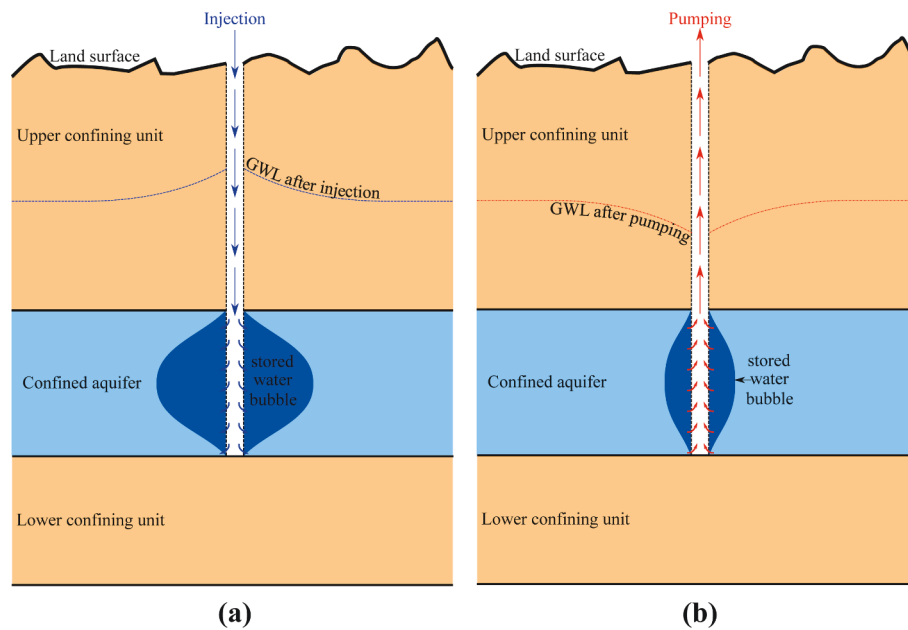 Injection
Land surface
Upper confining unit
GWL after injection
Confined aquifer
stored
water
bubble
Lower confining unit
(a)
Pumping
Land surface
Upper confining unit
GWL after pumping
Confined aquifer
stored
water
bubble
Lower confining unit
(b)